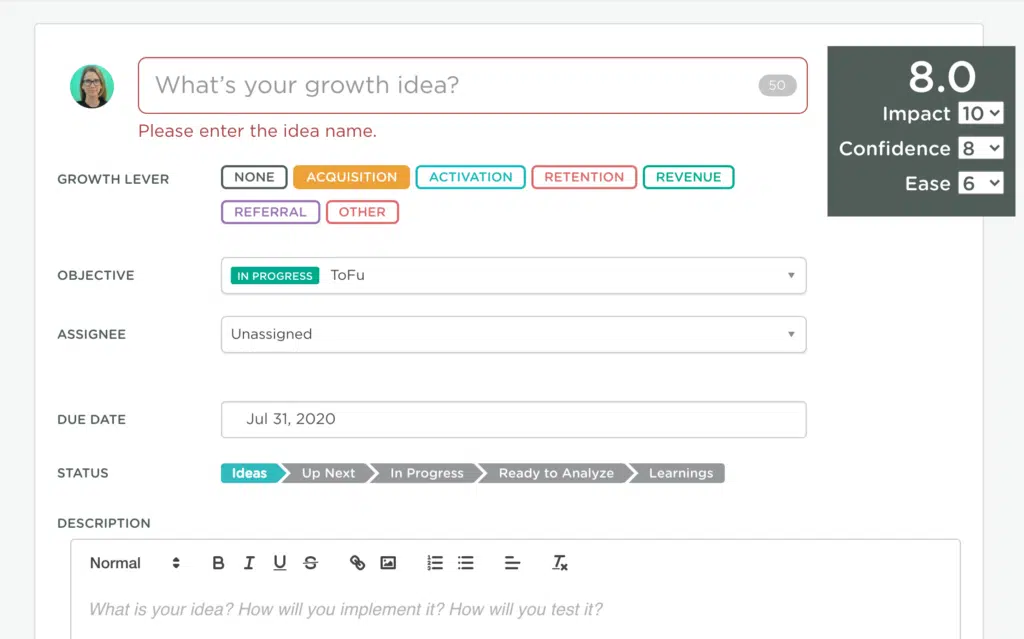 What's your growth idea? 50
Please enter the idea name.
8.0
Impact 10
Confidence 8
Ease 6
GROWTH LEVER NONE ACQUISITION ACTIVATION RETENTION REVENUE
REFERRAL OTHER
OBJECTIVE IN PROGRESS ToFu
ASSIGNEE Unassigned
DUE DATE Jul 31, 2020
STATUS Ideas Up Next In Progress Ready to Analyze Learnings
DESCRIPTION
Normal B I U S
What is your idea? How will you implement it? How will you test it?